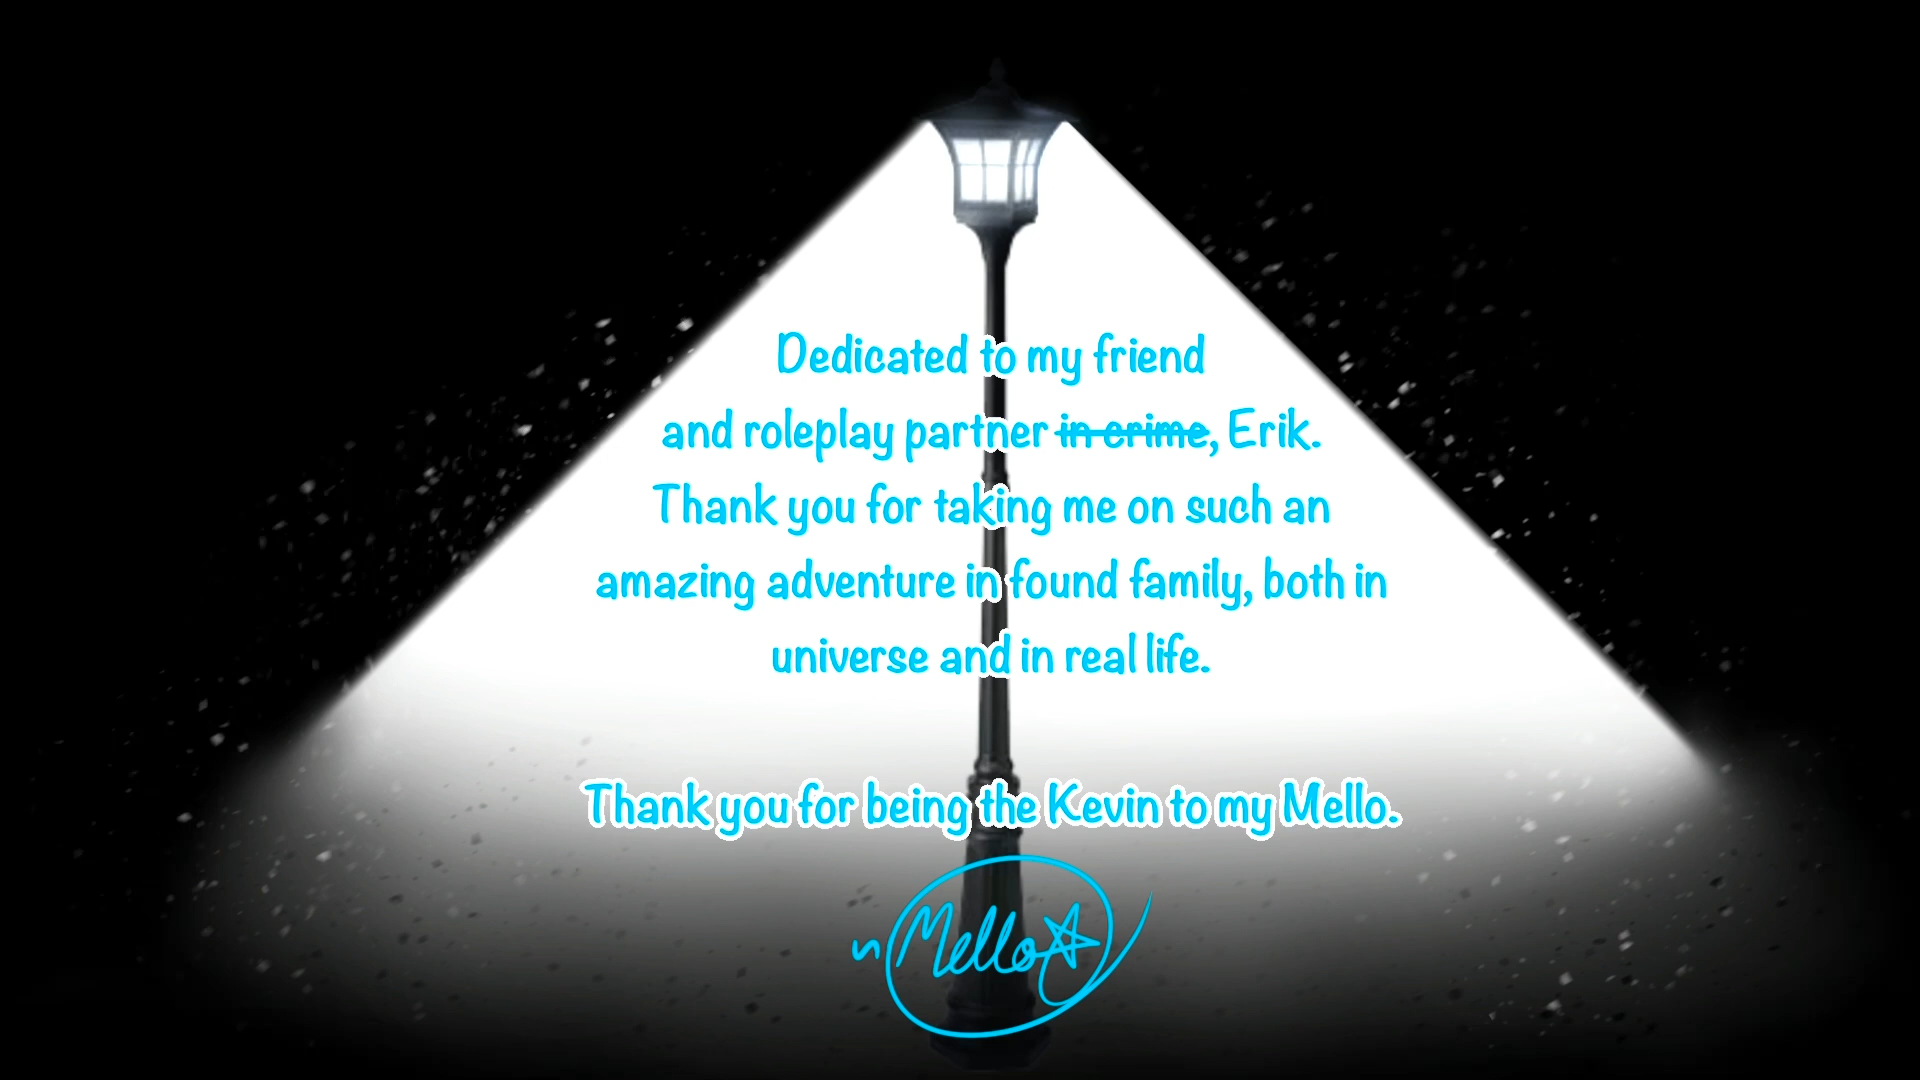 Dedicated to my friend
and roleplay partner in crime, Erik.
Thank you for taking me on such an
amazing adventure in found family, both in
universe and in real life.
Thank you for being the Kevin to my Mello.
Mello